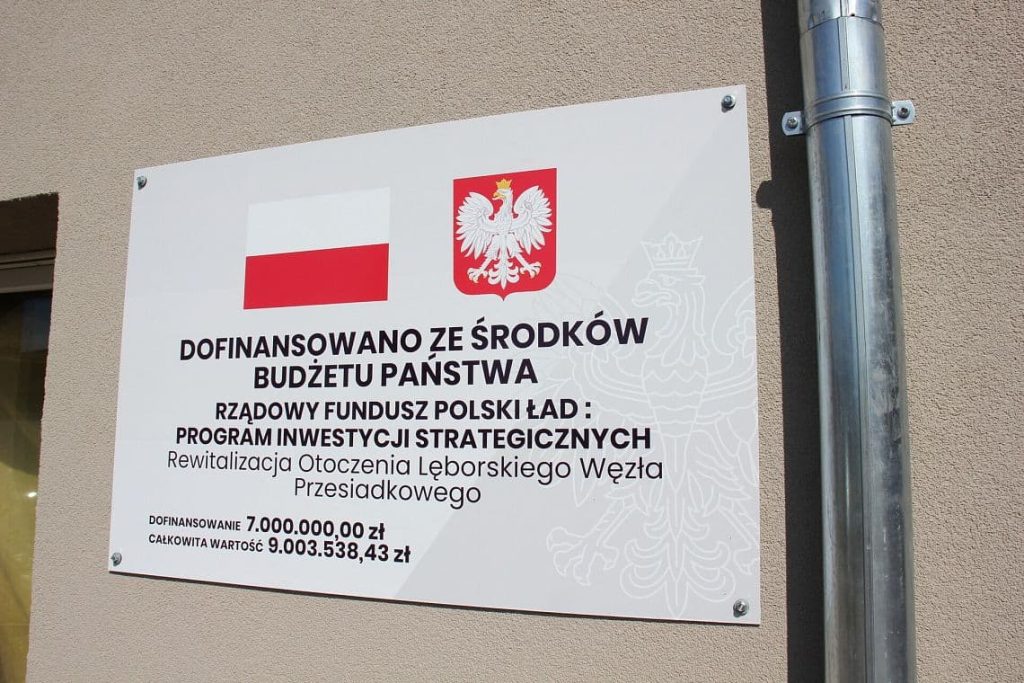 DOFINANSOWANO ZE ŚRODKÓW
BUDŻETU PAŃSTWA
RZĄDOWY FUNDUSZ POLSKI ŁAD :
PROGRAM INWESTYCJI STRATEGICZNYCH
Rewitalizacja Otoczenia Lęborskiego Węzła
Przesiadkowego
DOFINANSOWANIE 7.000.000,00 zł
CAŁKOWITA WARTOŚĆ 9.003.538,43 zł